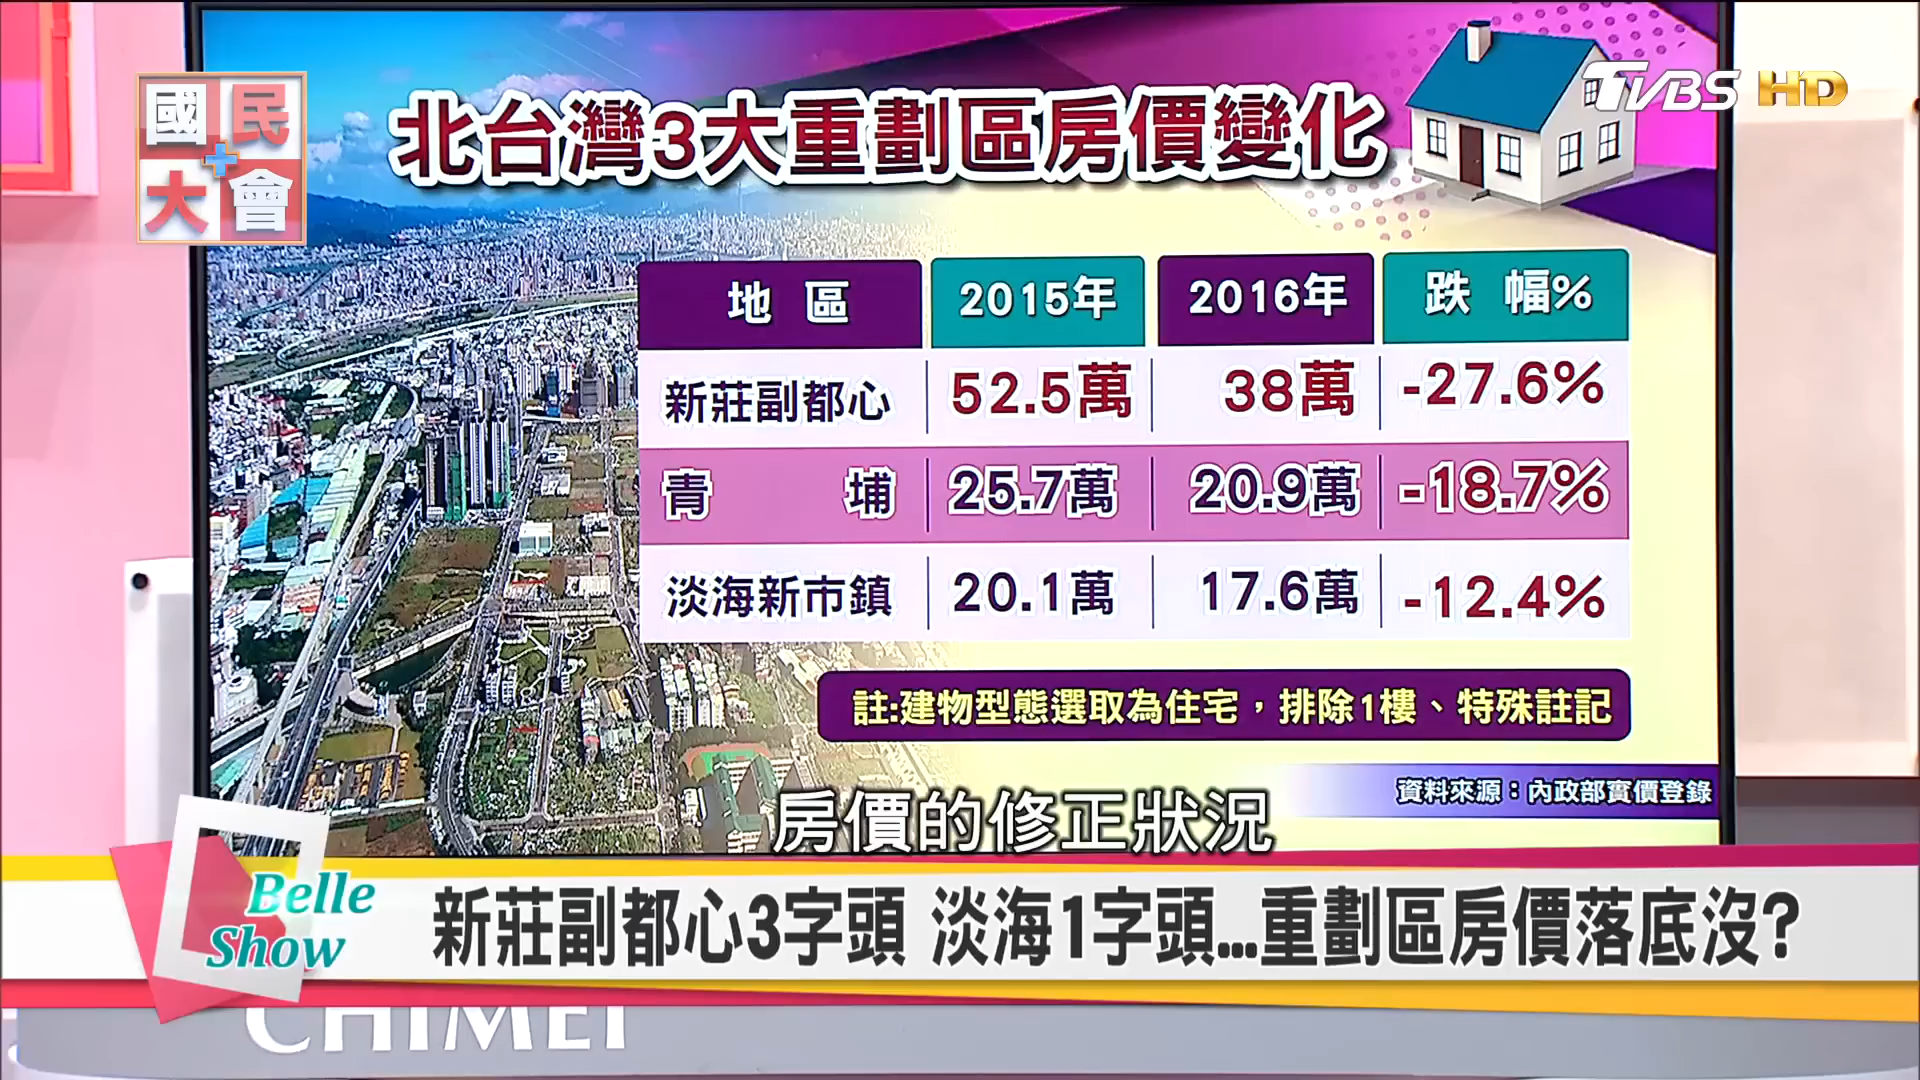 國民大會
TVBS HD
北台灣3大重劃區房價變化
地 區 2015年 2016年 跌 幅%
新莊副都心 52.5萬 38萬 -27.6%
青 埔 25.7萬 20.9萬 -18.7%
淡海新市鎮 20.1萬 17.6萬 -12.4%
註:建物型態選取為住宅，排除1樓、特殊註記
資料來源：內政部實價登錄
房價的修正狀況
Belle
Show
新莊副都心3字頭 淡海1字頭...重劃區房價落底沒?
CHIMEI